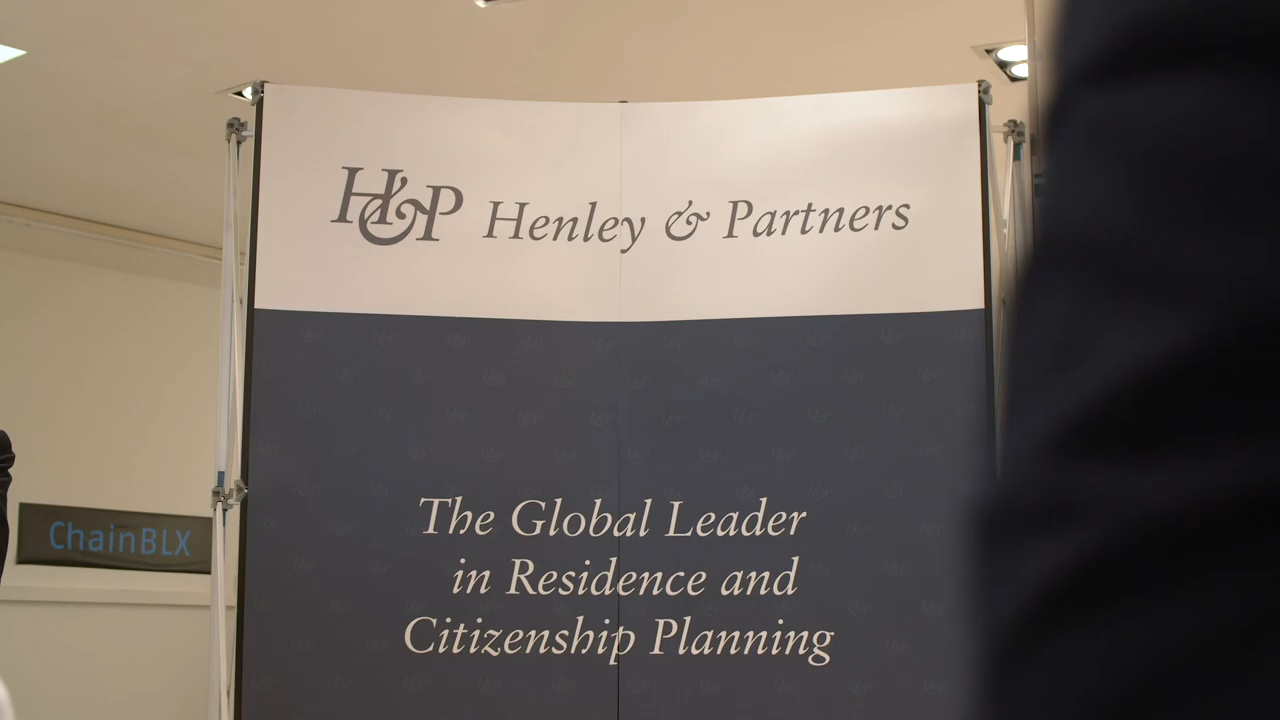 H&P Henley & Partners
The Global Leader
in Residence and
Citizenship Planning
ChainBLX